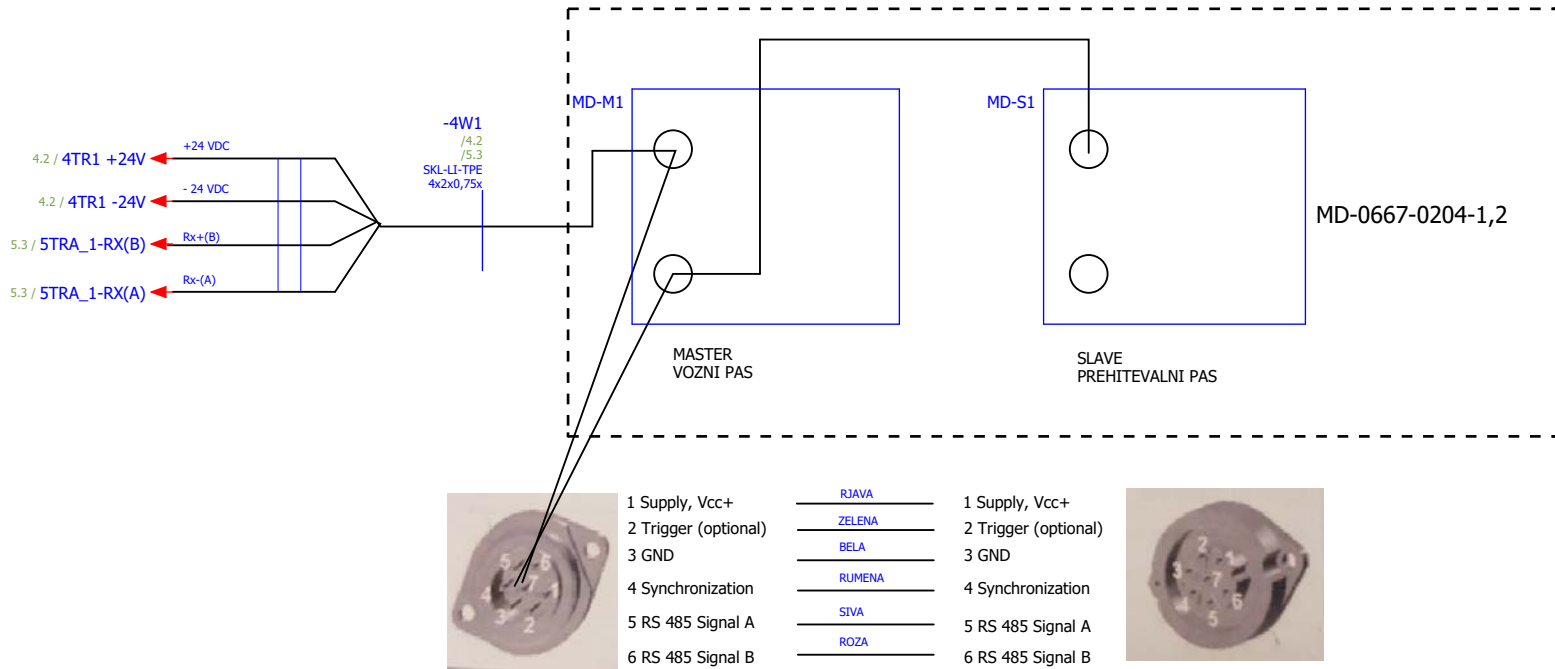 MD-M1
MD-S1
-4W1
/4.2
/5.3
SKL-LI-TPE
4x2x0,75x
4.2 / 4TR1 +24V
+24 VDC
4.2 / 4TR1 -24V
- 24 VDC
5.3 / 5TRA_1-RX(B)
Rx+(B)
5.3 / 5TRA_1-RX(A)
Rx-(A)
MD-0667-0204-1,2
MASTER
VOZNI PAS
SLAVE
PREHITEVALNI PAS
1 Supply, Vcc+
RJAVA
1 Supply, Vcc+
2 Trigger (optional)
ZELENA
2 Trigger (optional)
3 GND
BELA
3 GND
4 Synchronization
RUMENA
4 Synchronization
5 RS 485 Signal A
SIVA
5 RS 485 Signal A
6 RS 485 Signal B
ROZA
6 RS 485 Signal B
5 6
4 7 1
3 2
2 1
3 7
4 5 6